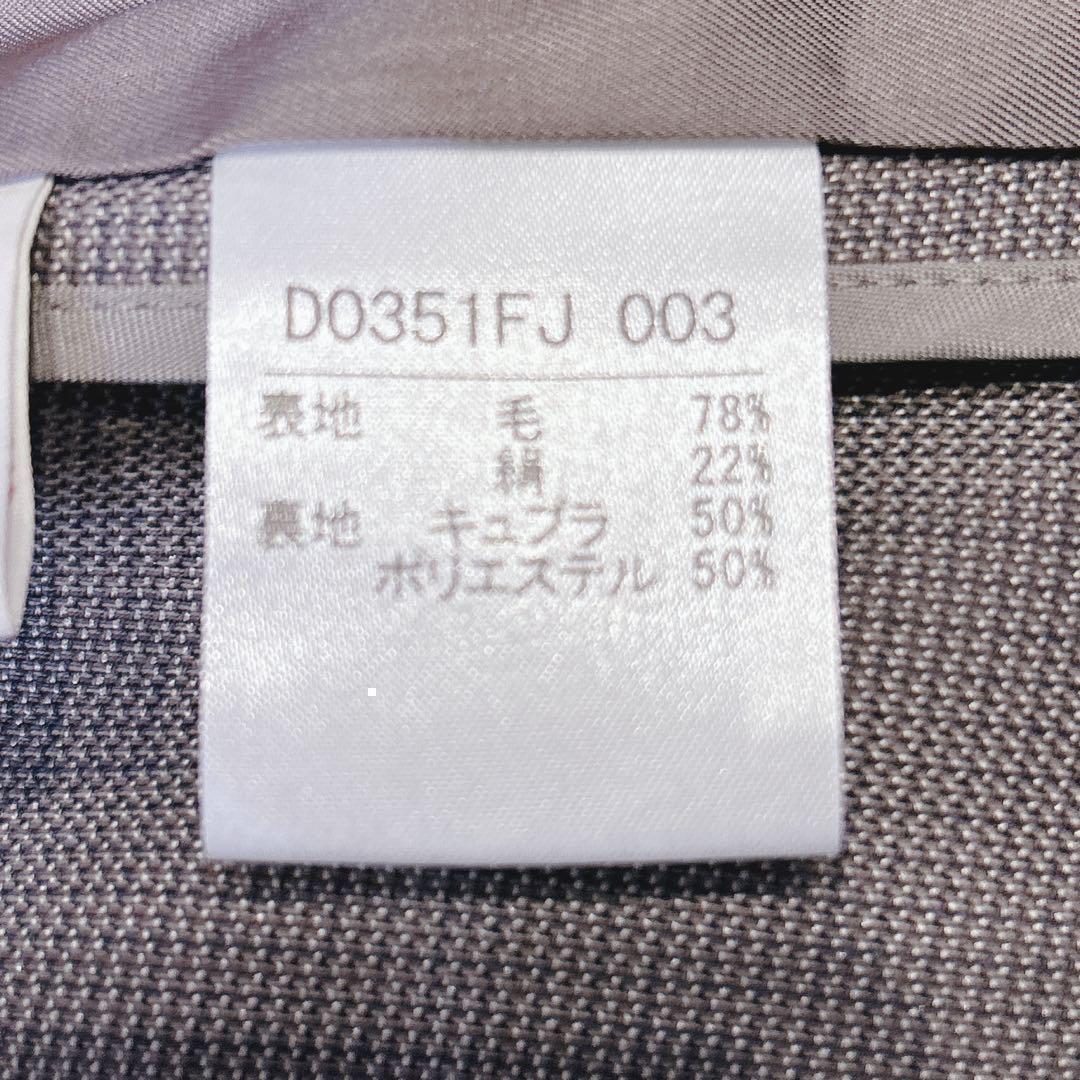 D0351FJ 003
表地 毛 78%
絹 22%
裏地 キュプラ 50%
ポリエステル 50%